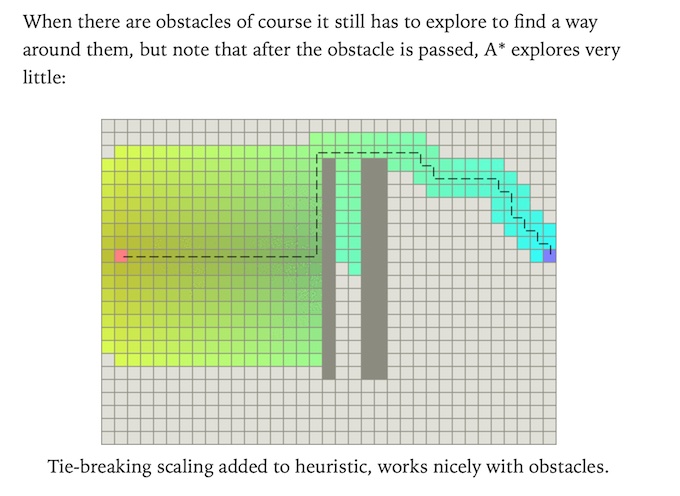 When there are obstacles of course it still has to explore to find a way
around them, but note that after the obstacle is passed, A* explores very
little:
Tie-breaking scaling added to heuristic, works nicely with obstacles.